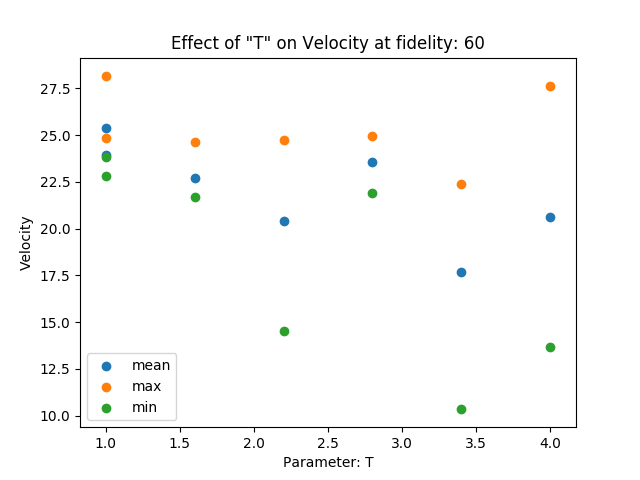 Effect of "T" on Velocity at fidelity: 60
27.5
25.0
22.5
20.0
17.5
15.0
12.5
10.0
Velocity
mean
max
min
1.0 1.5 2.0 2.5 3.0 3.5 4.0
Parameter: T